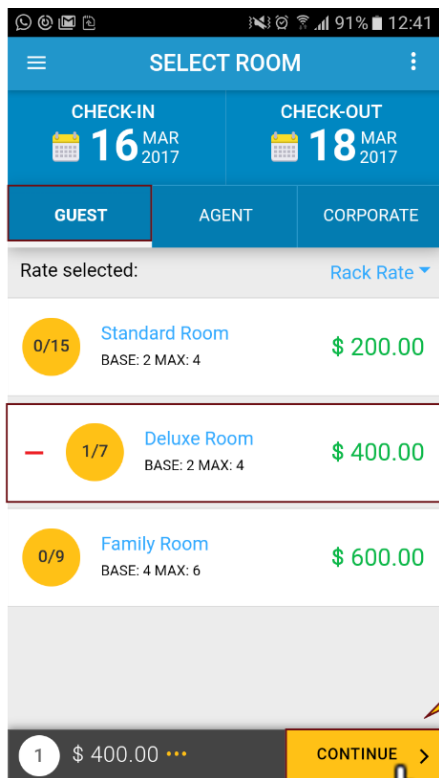 91% 12:41
SELECT ROOM
CHECK-IN
16 MAR 2017
CHECK-OUT
18 MAR 2017
GUEST AGENT CORPORATE
Rate selected: Rack Rate
0/15 Standard Room $ 200.00
BASE: 2 MAX: 4
1/7 Deluxe Room $ 400.00
BASE: 2 MAX: 4
0/9 Family Room $ 600.00
BASE: 4 MAX: 6
1 $ 400.00 ••• CONTINUE >